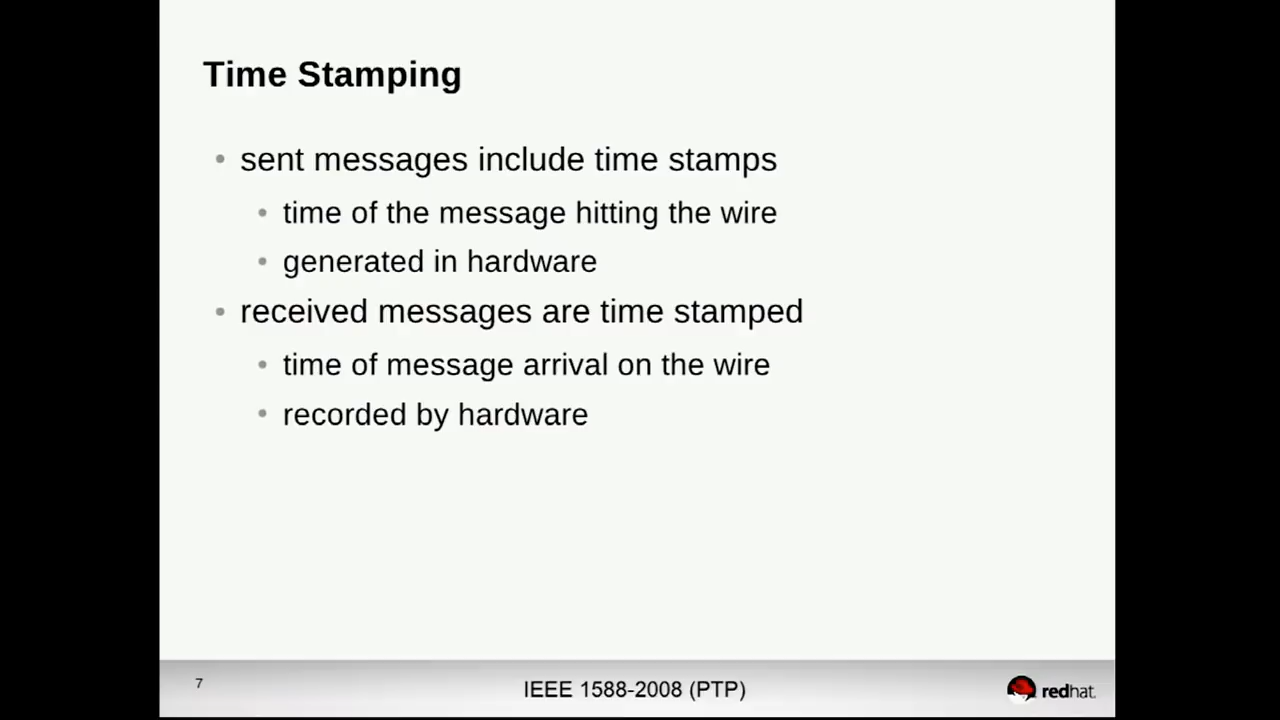 Time Stamping
• sent messages include time stamps
• time of the message hitting the wire
• generated in hardware
• received messages are time stamped
• time of message arrival on the wire
• recorded by hardware
7
IEEE 1588-2008 (PTP)
redhat.